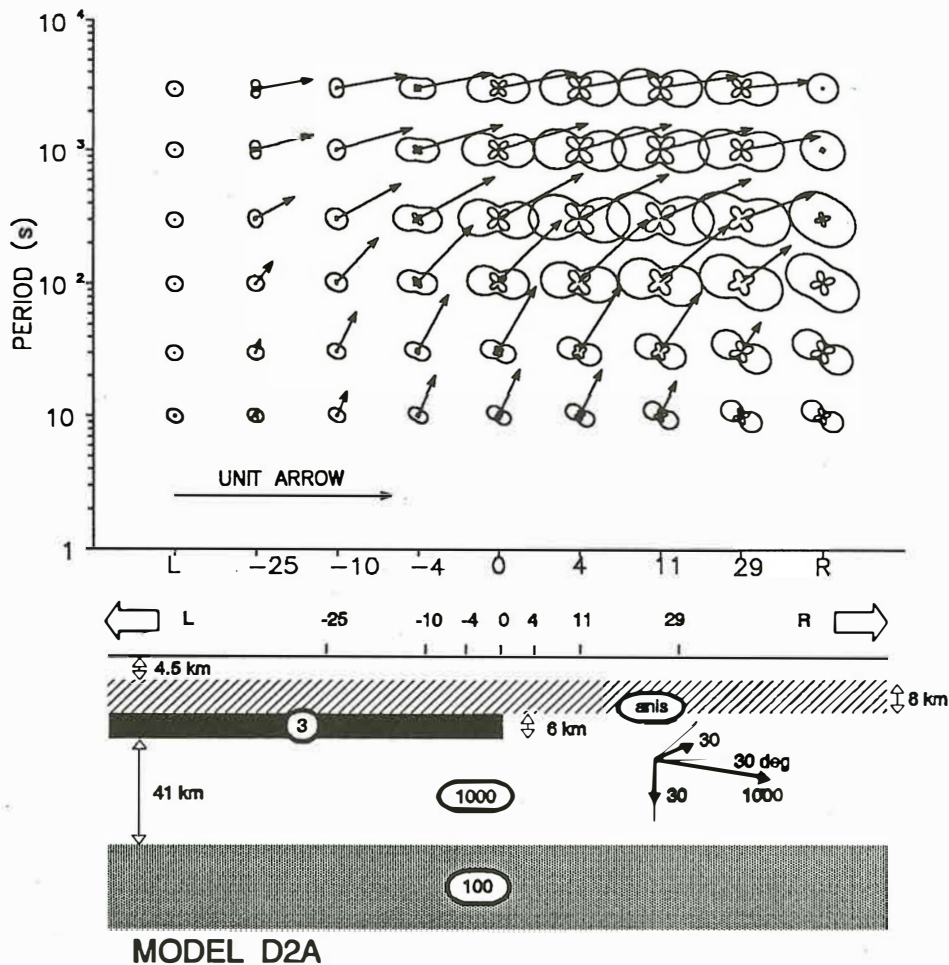 10 4
10 3
10 2
10
1
PERIOD (s)
UNIT ARROW
L -25 -10 -4 0 4 11 29 R
L -25 -10 -4 0 4 11 29 R
4.5 km
8 km
anis
3
6 km
30
30 deg
41 km
1000
30
1000
100
MODEL D2A